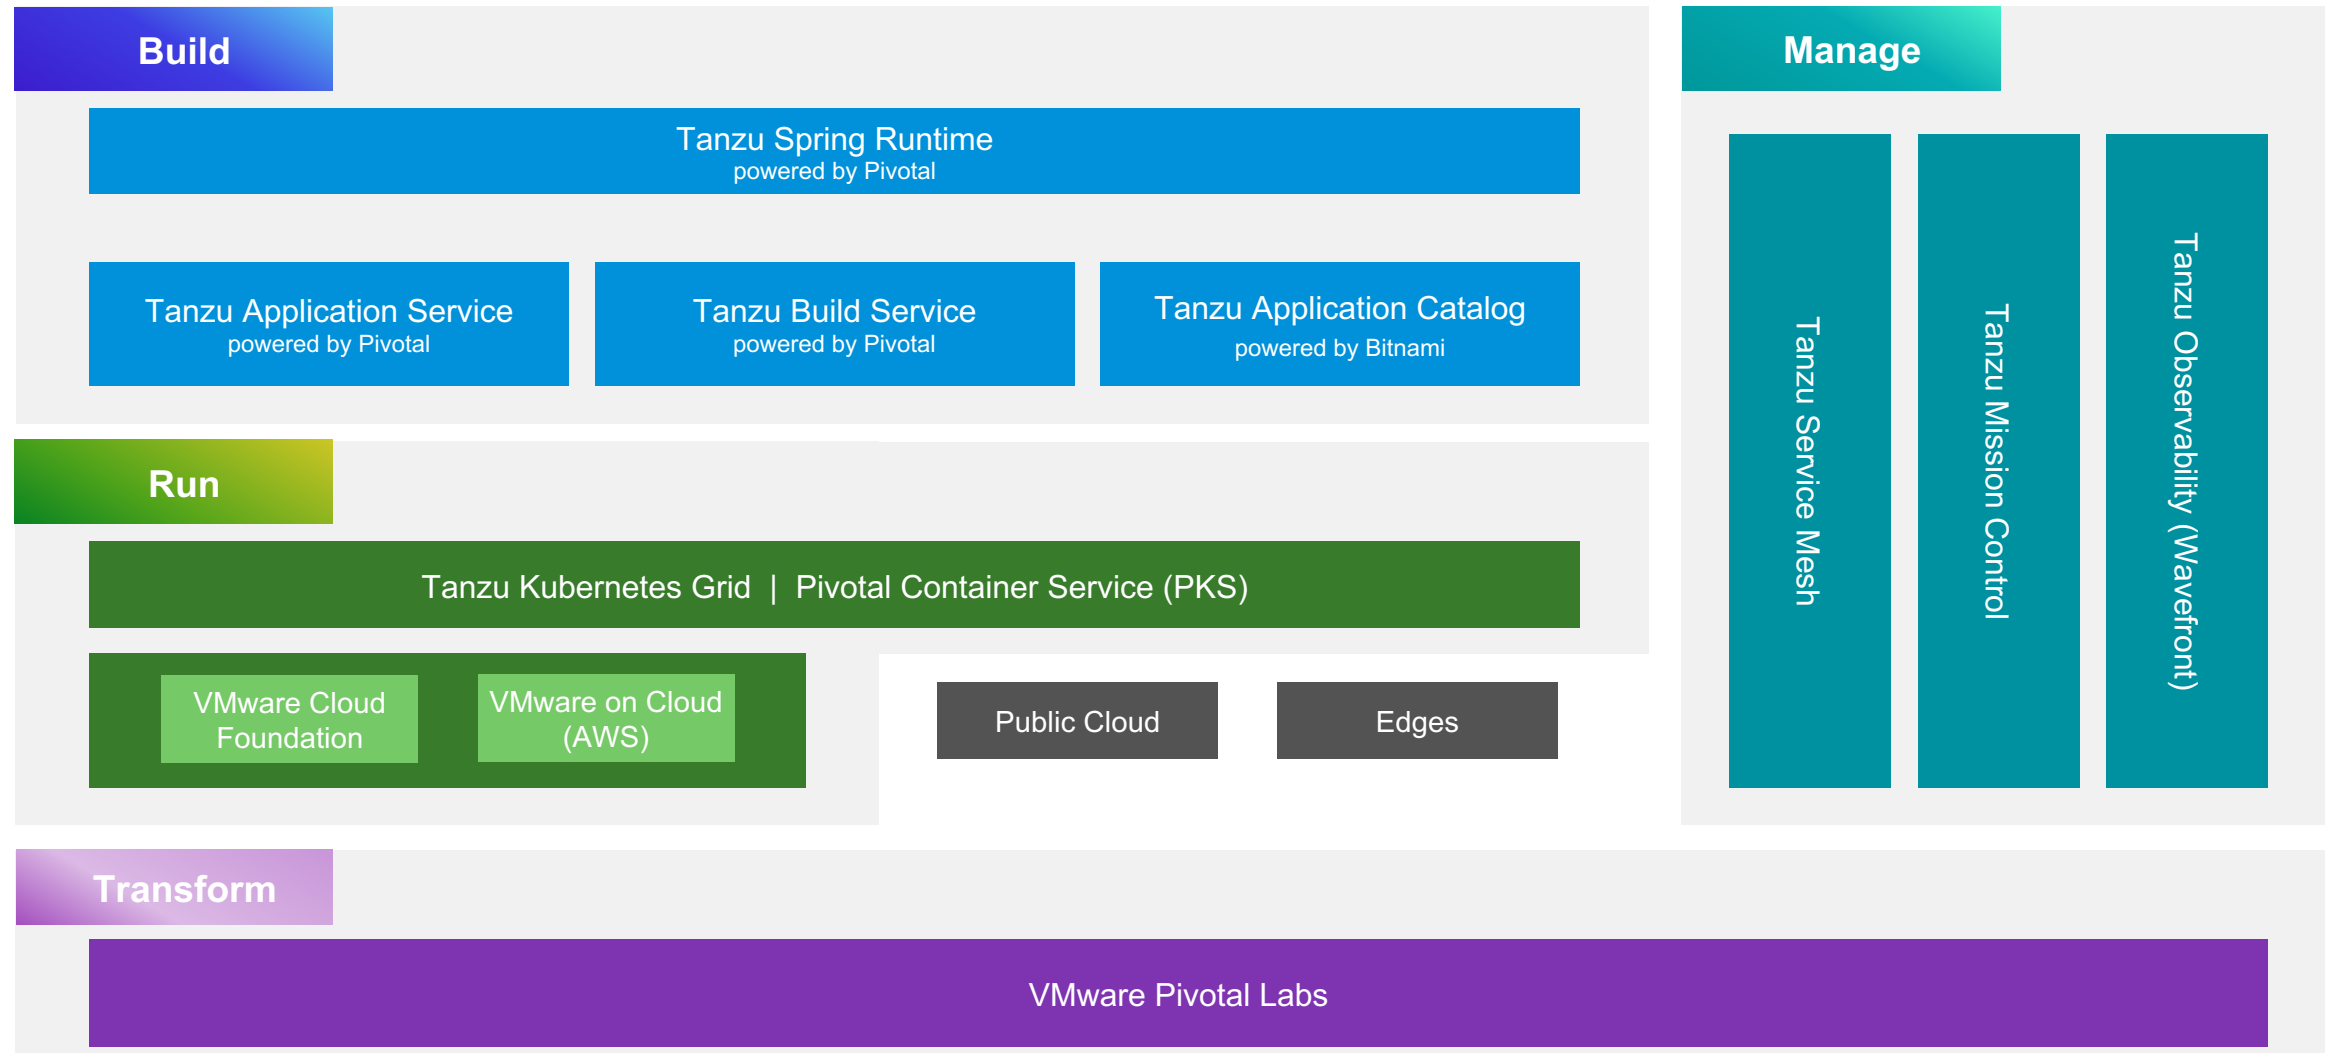 Build
Tanzu Spring Runtime
powered by Pivotal
Tanzu Application Service
powered by Pivotal
Tanzu Build Service
powered by Pivotal
Tanzu Application Catalog
powered by Bitnami
Run
Tanzu Kubernetes Grid | Pivotal Container Service (PKS)
VMware Cloud
Foundation
VMware on Cloud
(AWS)
Public Cloud
Edges
Manage
Tanzu Service Mesh
Tanzu Mission Control
Tanzu Observability (Wavefront)
Transform
VMware Pivotal Labs